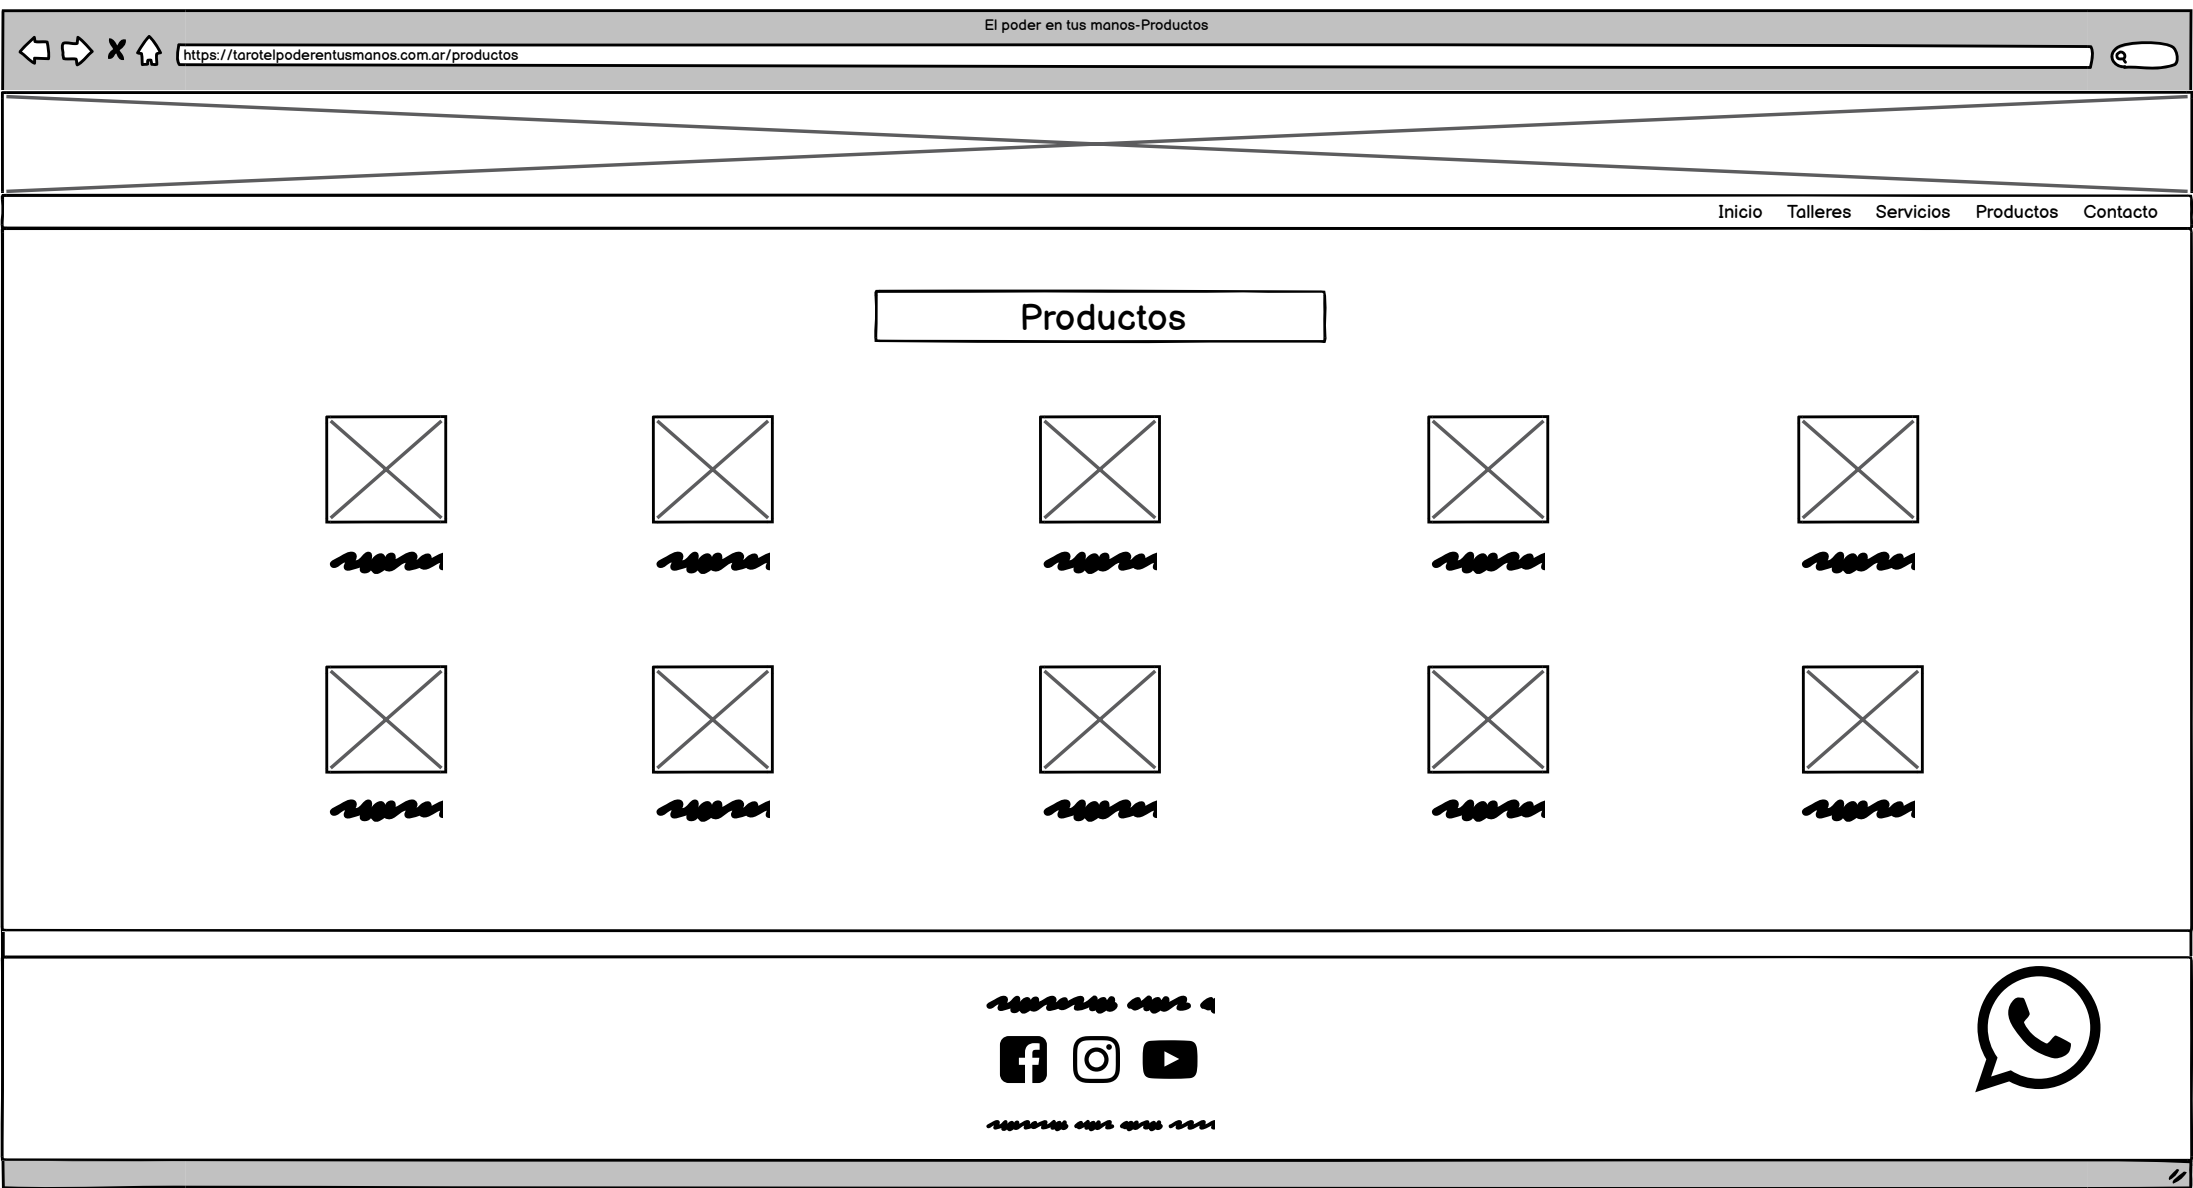 El poder en tus manos-Productos
https://tarotelpoderentusmanos.com.ar/productos
Inicio Talleres Servicios Productos Contacto
Productos